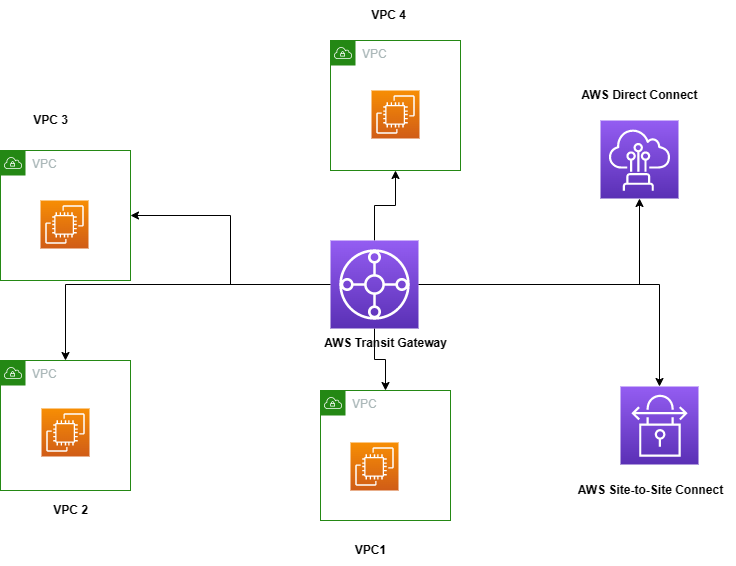 VPC 4
VPC
AWS Direct Connect
VPC 3
VPC
AWS Transit Gateway
VPC
VPC
AWS Site-to-Site Connect
VPC 2
VPC1